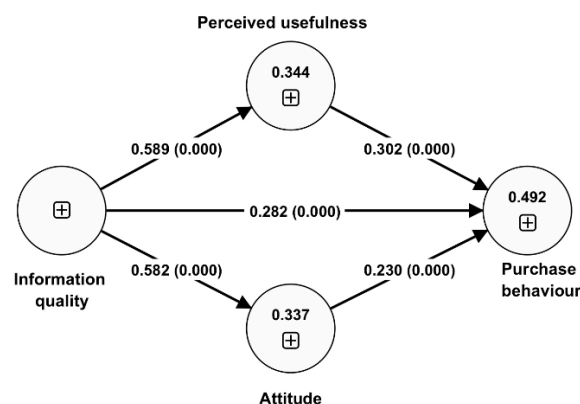 Perceived usefulness
0.344
0.589 (0.000)
0.302 (0.000)
0.492
0.282 (0.000)
Information
quality
0.582 (0.000)
0.230 (0.000)
Purchase
behaviour
0.337
Attitude